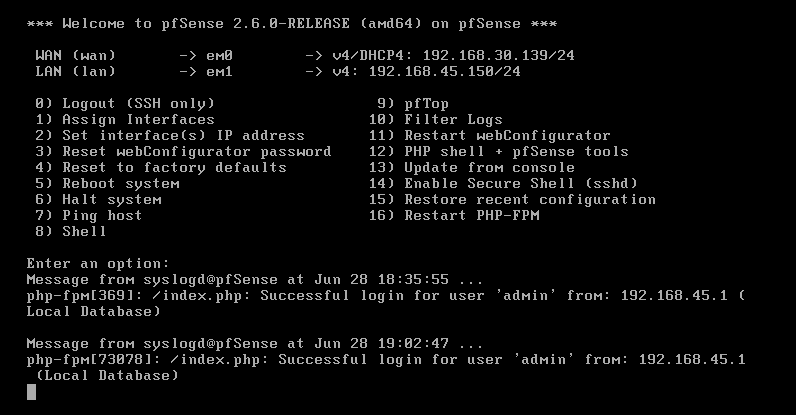 *** Welcome to pfSense 2.6.0-RELEASE (amd64) on pfSense ***
WAN (wan)       -> em0        -> v4/DHCP4: 192.168.30.139/24
LAN (lan)       -> em1        -> v4: 192.168.45.150/24
0) Logout (SSH only)                  9) pfTop
1) Assign Interfaces                 10) Filter Logs
2) Set interface(s) IP address       11) Restart webConfigurator
3) Reset webConfigurator password    12) PHP shell + pfSense tools
4) Reset to factory defaults         13) Update from console
5) Reboot system                     14) Enable Secure Shell (sshd)
6) Halt system                       15) Restore recent configuration
7) Ping host                         16) Restart PHP-FPM
8) Shell
Enter an option:
Message from syslogd@pfSense at Jun 28 18:35:55 ...
php-fpm[369]: /index.php: Successful login for user 'admin' from: 192.168.45.1 (
Local Database)
Message from syslogd@pfSense at Jun 28 19:02:47 ...
php-fpm[73078]: /index.php: Successful login for user 'admin' from: 192.168.45.1
(Local Database)